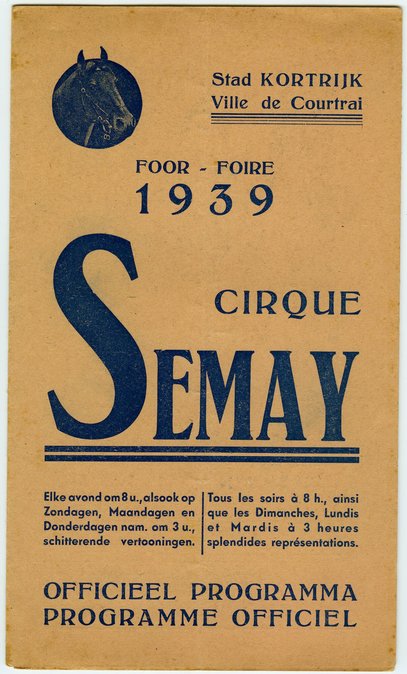 Stad KORTRIJK
Ville de Courtrai
FOOR - FOIRE
1939
CIRQUE
SEMAY
Elke avond om 8 u., alsook op
Zondagen, Maandagen en
Donderdagen nam. om 3 u.,
schitterende vertooningen.
Tous les soirs à 8 h., ainsi
que les Dimanches, Lundis
et Mardis à 3 heures
splendides représentations.
OFFICIEEL PROGRAMMA
PROGRAMME OFFICIEL